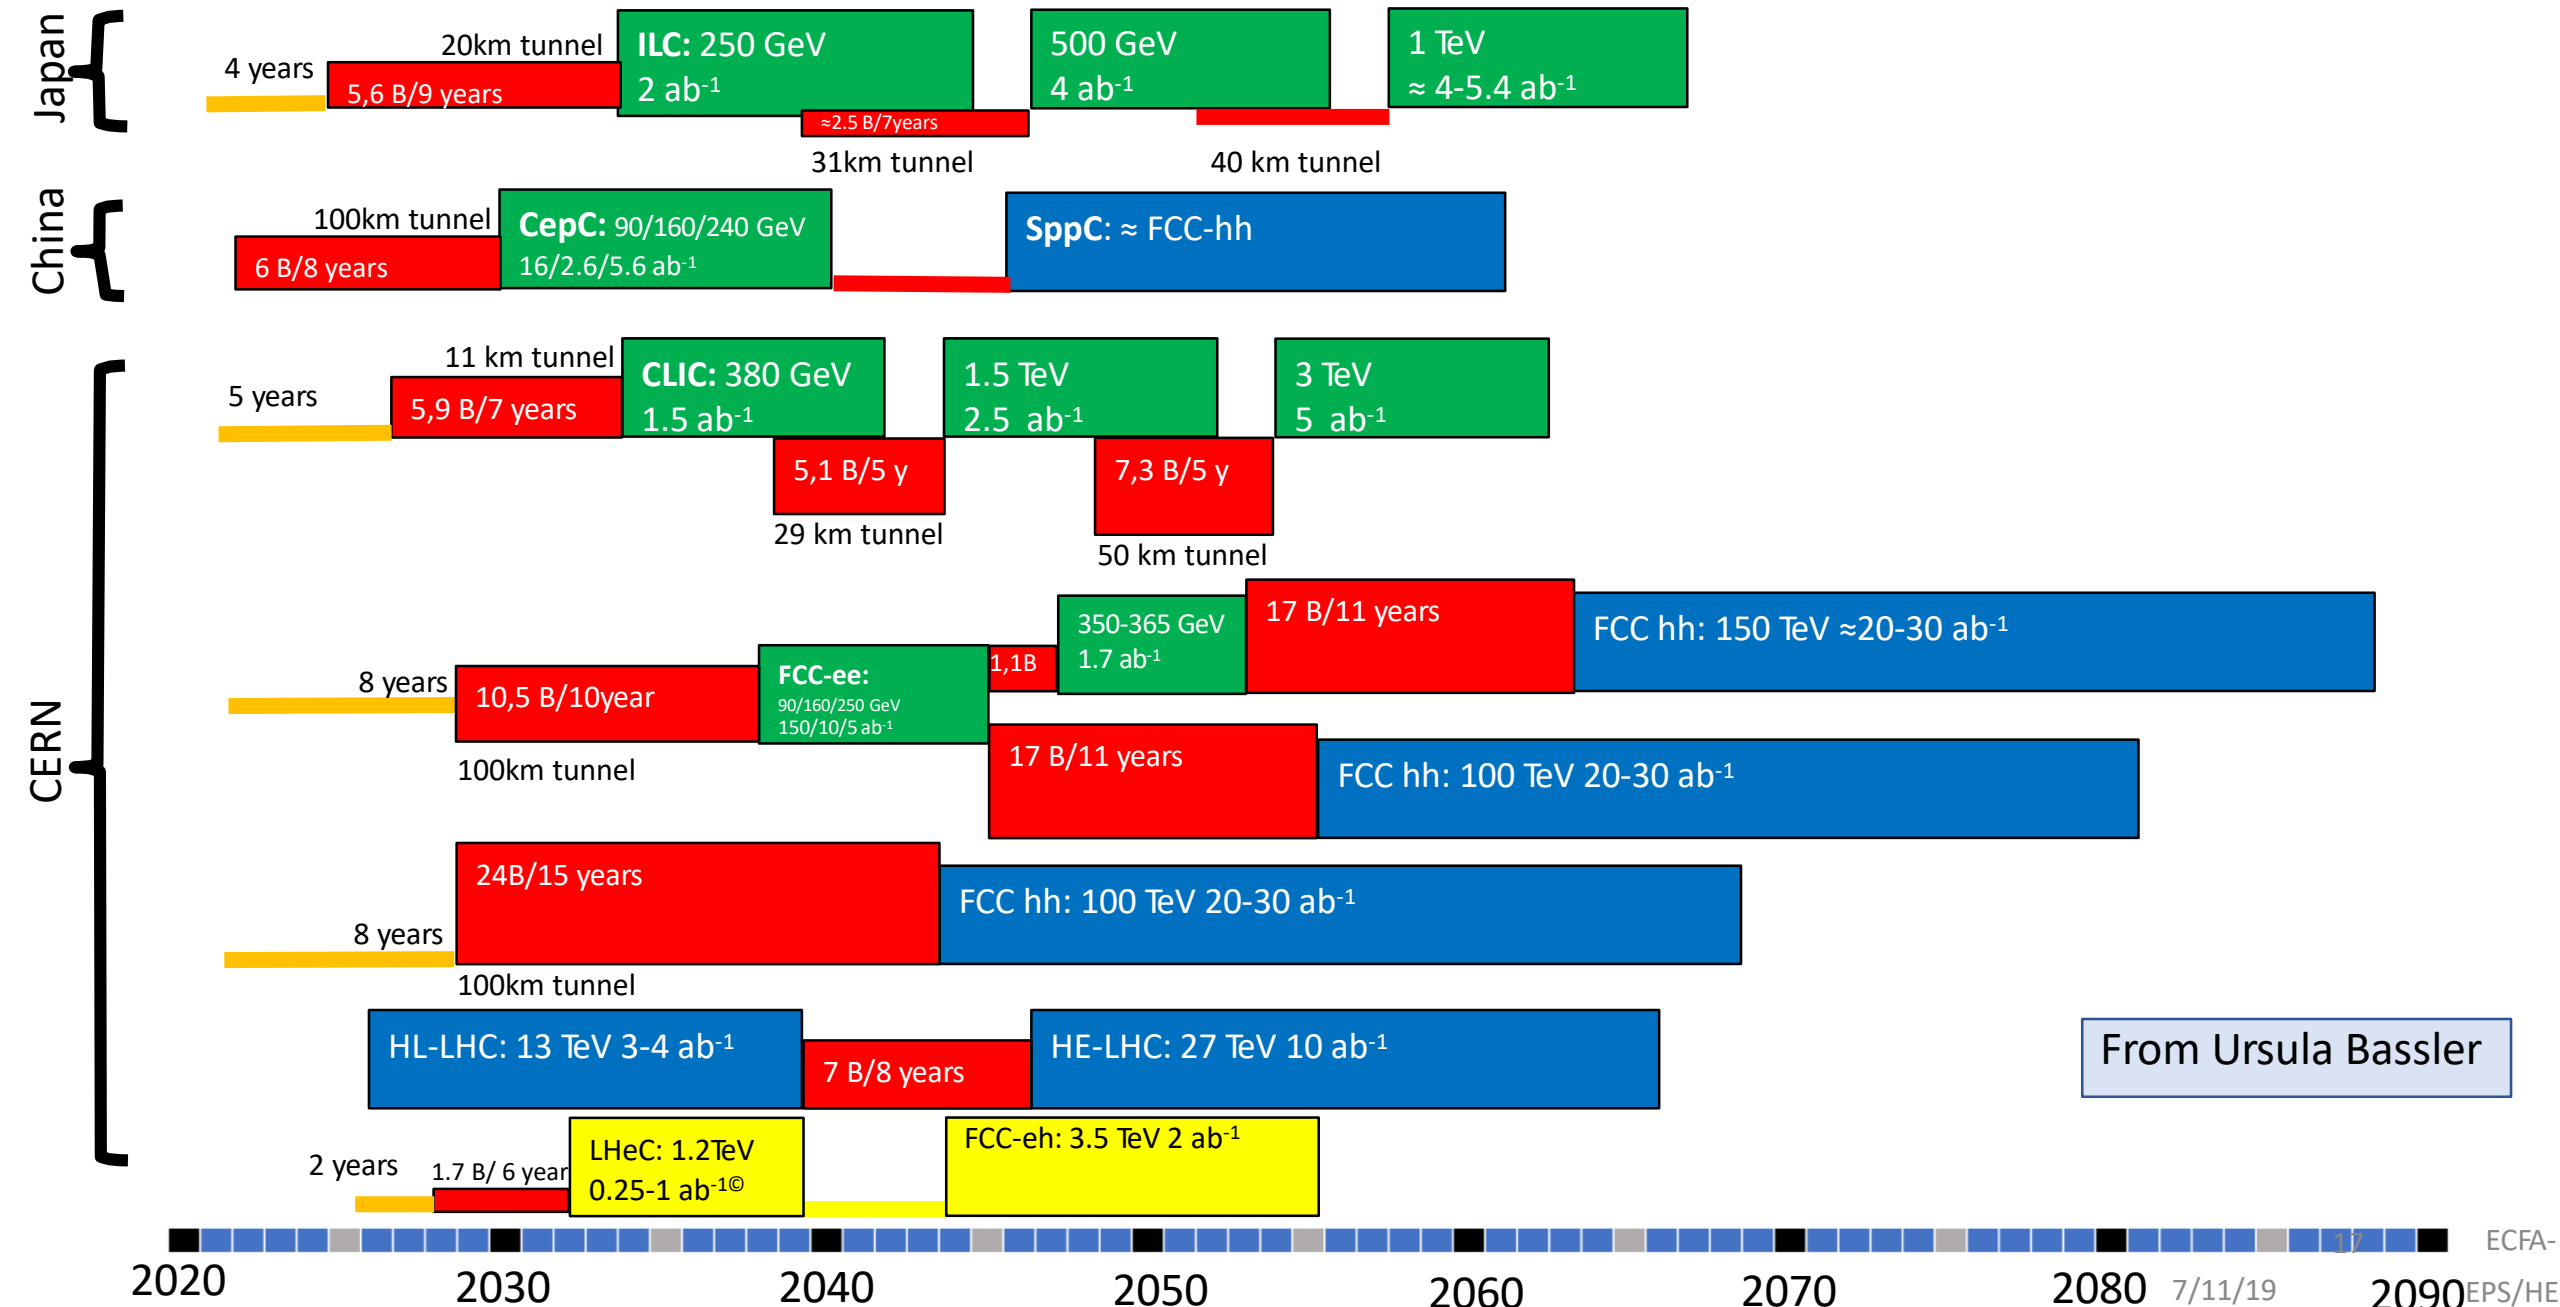 Japan
4 years
20km tunnel
5,6 B/9 years
ILC: 250 GeV
2 ab-1
≈2.5 B/7years
31km tunnel
500 GeV
4 ab-1
40 km tunnel
1 TeV
≈ 4-5.4 ab-1
China
100km tunnel
6 B/8 years
CepC: 90/160/240 GeV
16/2.6/5.6 ab-1
SppC: ≈ FCC-hh
CERN
5 years
11 km tunnel
5,9 B/7 years
CLIC: 380 GeV
1.5 ab-1
5,1 B/5 y
29 km tunnel
1.5 TeV
2.5 ab-1
7,3 B/5 y
50 km tunnel
3 TeV
5 ab-1
8 years
10,5 B/10year
100km tunnel
FCC-ee:
90/160/250 GeV
150/10/5 ab-1
1,1B
350-365 GeV
1.7 ab-1
17 B/11 years
FCC hh: 150 TeV ≈20-30 ab-1
17 B/11 years
FCC hh: 100 TeV 20-30 ab-1
8 years
24B/15 years
100km tunnel
FCC hh: 100 TeV 20-30 ab-1
HL-LHC: 13 TeV 3-4 ab-1
7 B/8 years
HE-LHC: 27 TeV 10 ab-1
From Ursula Bassler
2 years
1.7 B/ 6 year
LHeC: 1.2TeV
0.25-1 ab-1©
FCC-eh: 3.5 TeV 2 ab-1
17
ECFA-
2020 2030 2040 2050 2060 2070 2080 2090
7/11/19
EPS/HE